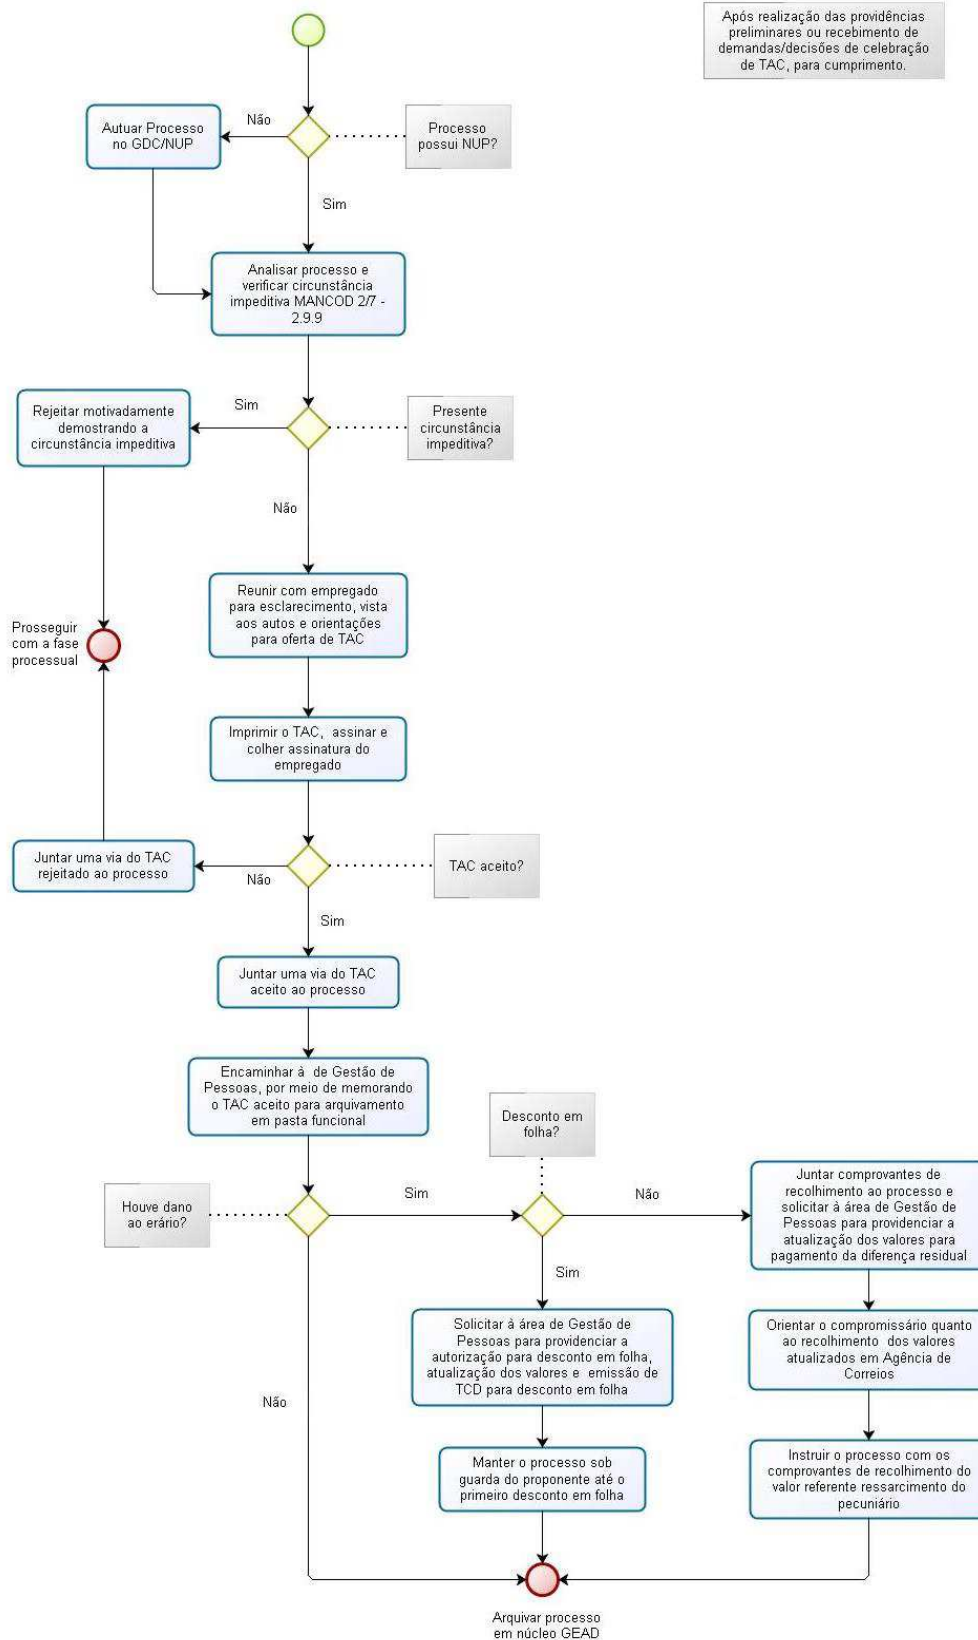 Após realização das providências
preliminares ou recebimento de
demandas/decisões de celebração
de TAC, para cumprimento.
Não
Autuar Processo
no GDC/NUP
Processo
possui NUP?
Sim
Analisar processo e
verificar circunstância
impeditiva MANCOD 2/7 -
2.9.9
Rejeitar motivadamente
demostrando a
circunstância impeditiva
Sim
Presente
circunstância
impeditiva?
Não
Reunir com empregado
para esclarecimento, vista
aos autos e orientações
para oferta de TAC
Prosseguir
com a fase
processual
Imprimir o TAC, assinar e
colher assinatura do
empregado
Juntar uma via do TAC
rejeitado ao processo
Não
TAC aceito?
Sim
Juntar uma via do TAC
aceito ao processo
Encaminhar à de Gestão de
Pessoas, por meio de memorando
o TAC aceito para arquivamento
em pasta funcional
Desconto em
folha?
Houve dano
ao erário?
Sim
Não
Juntar comprovantes de
recolhimento ao processo e
solicitar à área de Gestão de
Pessoas para providenciar a
atualização dos valores para
pagamento da diferença residual
Sim
Solicitar à área de Gestão de
Pessoas para providenciar a
autorização para desconto em folha,
atualização dos valores e emissão de
TCD para desconto em folha
Orientar o compromissário quanto
ao recolhimento dos valores
atualizados em Agência de
Correios
Não
Manter o processo sob
guarda do proponente até o
primeiro desconto em folha
Instruir o processo com os
comprovantes de recolhimento do
valor referente ressarcimento do
pecuniário
Arquivar processo
em núcleo GEAD